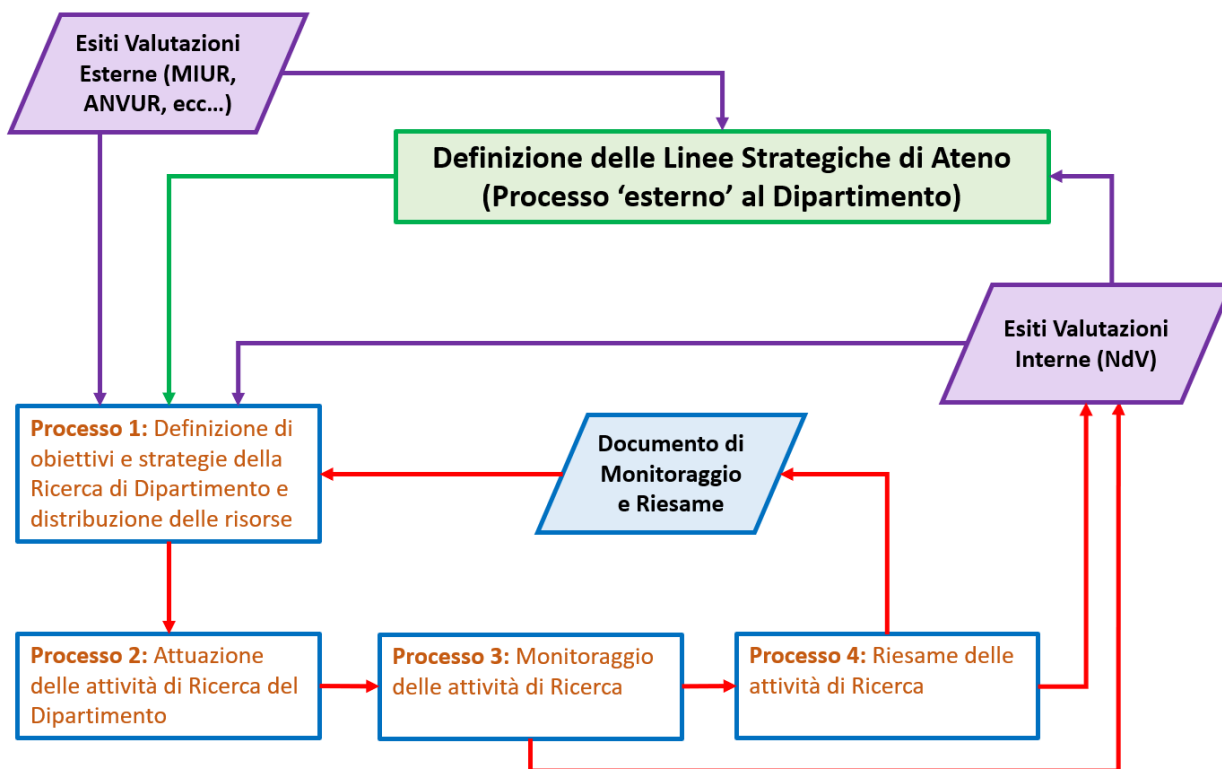 Esiti Valutazioni
Esterne (MIUR,
ANVUR, ecc...)
Definizione delle Linee Strategiche di Ateno
(Processo ‘esterno’ al Dipartimento)
Esiti Valutazioni
Interne (NdV)
Processo 1: Definizione di
obiettivi e strategie della
Ricerca di Dipartimento e
distribuzione delle risorse
Documento di
Monitoraggio
e Riesame
Processo 2: Attuazione
delle attività di Ricerca del
Dipartimento
Processo 3: Monitoraggio
delle attività di Ricerca
Processo 4: Riesame delle
attività di Ricerca